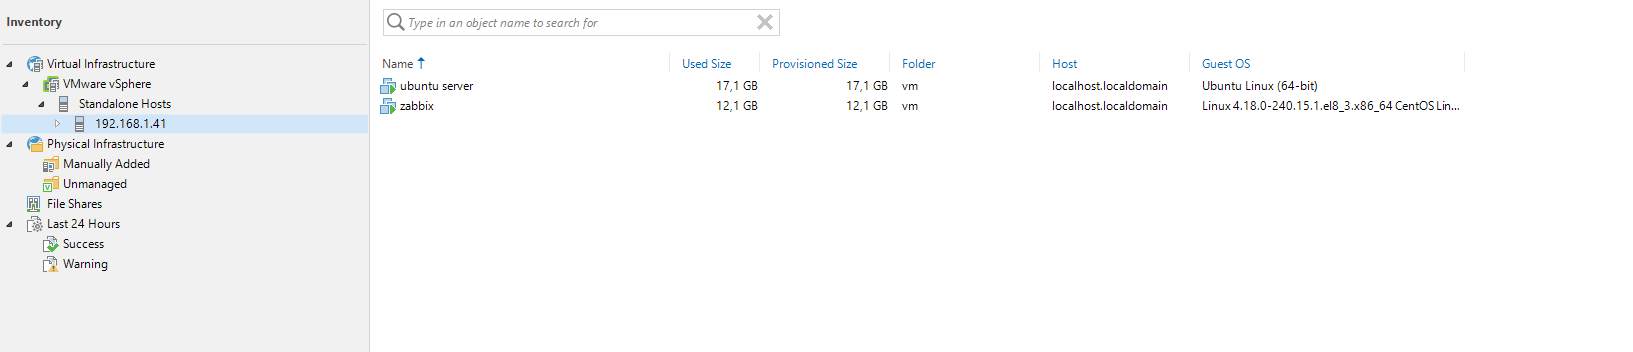 Inventory
Type in an object name to search for
Virtual Infrastructure
VMware vSphere
Standalone Hosts
192.168.1.41
Physical Infrastructure
Manually Added
Unmanaged
File Shares
Last 24 Hours
Success
Warning
Name Used Size Provisioned Size Folder Host Guest OS
ubuntu server 17,1 GB 17,1 GB vm localhost.localdomain Ubuntu Linux (64-bit)
zabbix 12,1 GB 12,1 GB vm localhost.localdomain Linux 4.18.0-240.15.1.el8_3.x86_64 CentOS Lin...